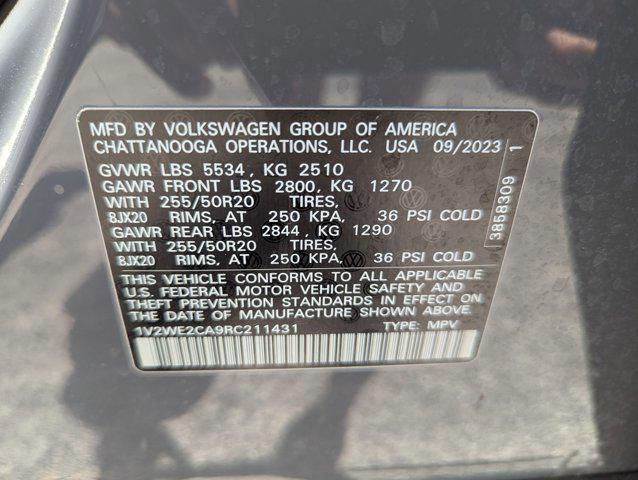 MFD BY VOLKSWAGEN GROUP OF AMERICA
CHATTANOOGA OPERATIONS, LLC. USA 09/2023
GVWR LBS 5534, KG 2510
GAWR FRONT LBS 2800, KG 1270
WITH 255/50R20 TIRES,
8JX20 RIMS, AT 250 KPA, 36 PSI COLD
GAWR REAR LBS 2844, KG 1290
WITH 255/50R20 TIRES,
8JX20 RIMS, AT 250 KPA, 36 PSI COLD
THIS VEHICLE CONFORMS TO ALL APPLICABLE
U.S. FEDERAL MOTOR VEHICLE SAFETY AND
THEFT PREVENTION STANDARDS IN EFFECT ON
THE DATE OF MANUFACTURE SHOWN ABOVE.
1V2WE2CA9RC211431 TYPE: MPV
3858309 1